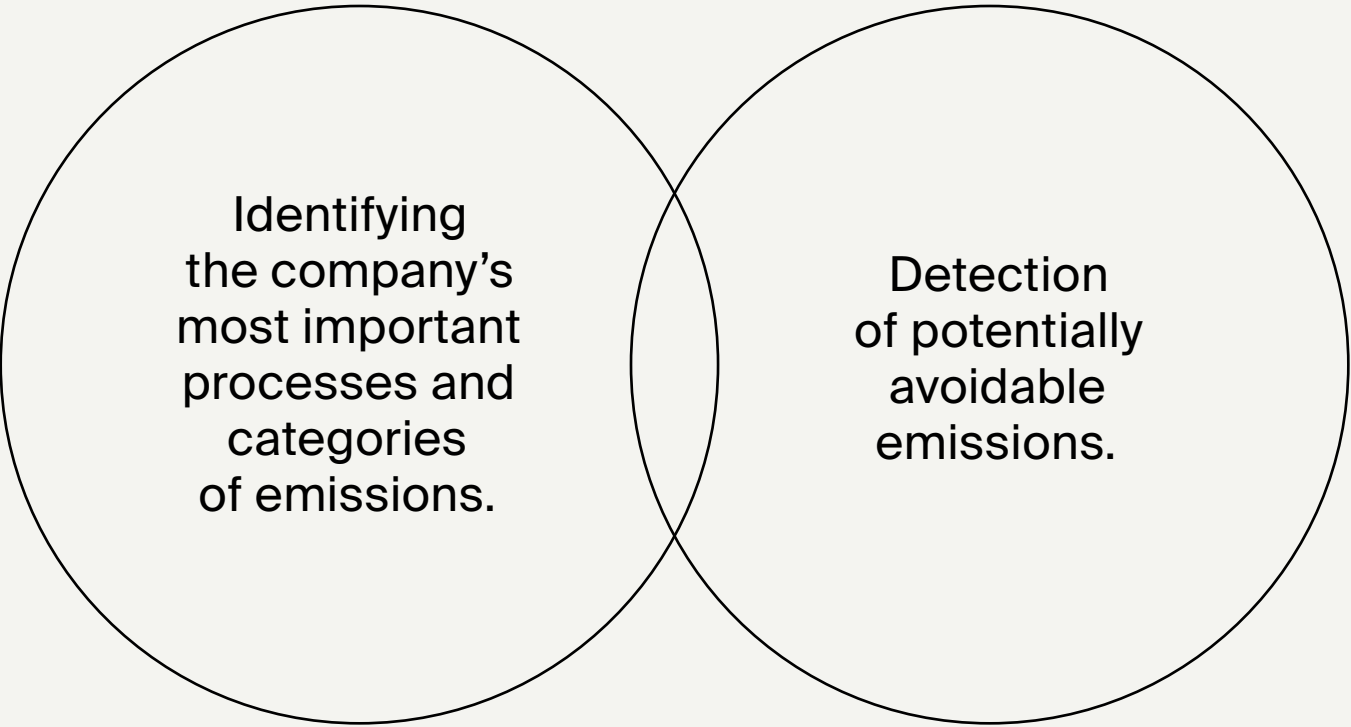 Identifying
the company’s
most important
processes and
categories
of emissions.
Detection
of potentially
avoidable
emissions.